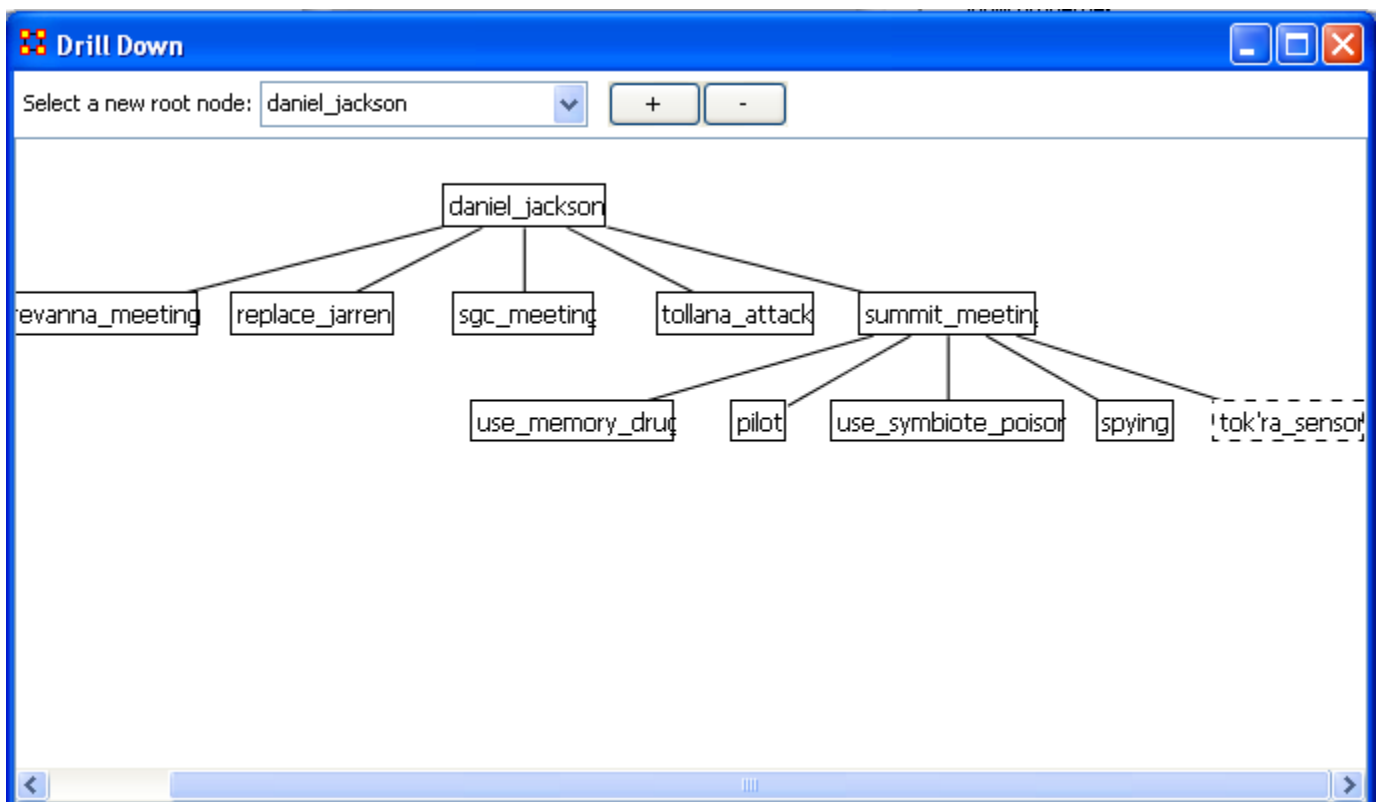 Drill Down
Select a new root node: daniel_jackson + -
daniel_jackson
revanna_meeting replace_jarren sgc_meeting tollana_attack summit_meeting
use_memory_drug pilot use_symbiote_poison spying tok'ra_sensor